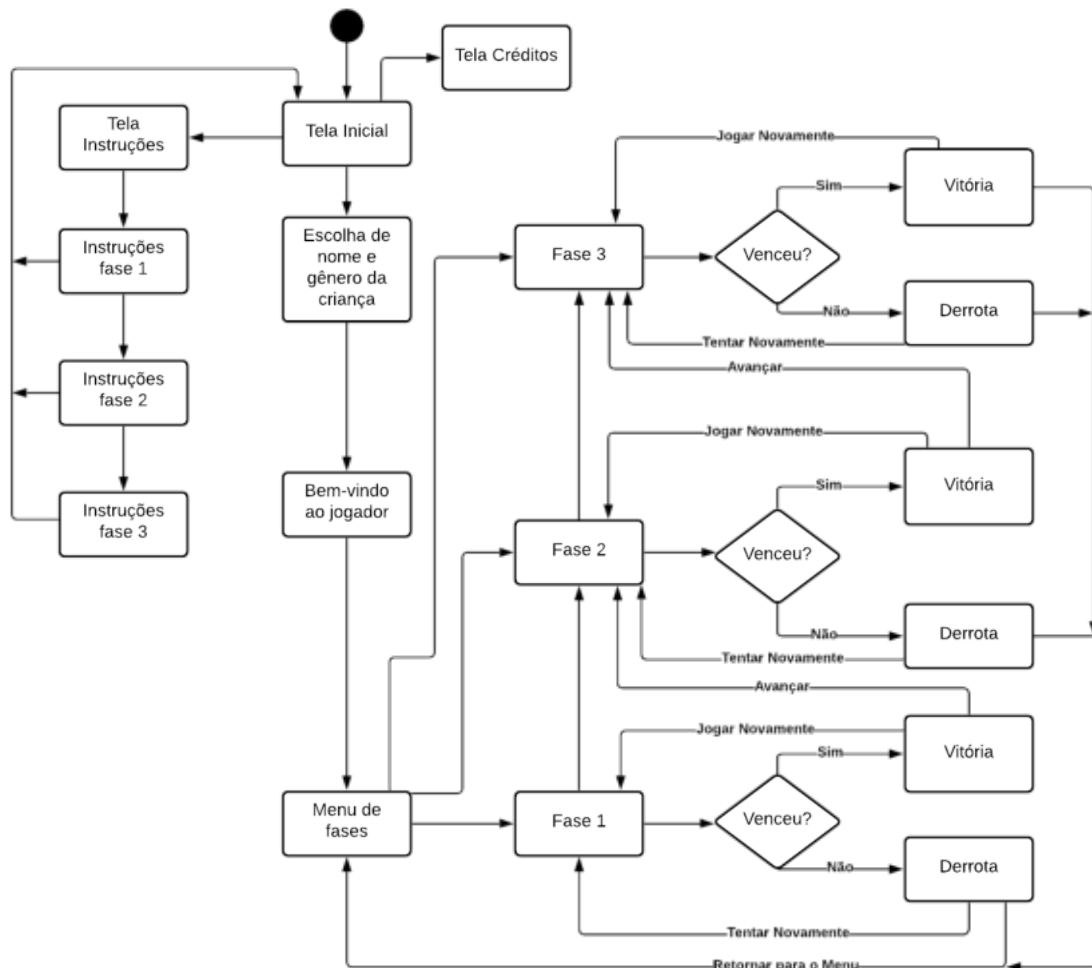 Tela Créditos
Tela
Instruções
Tela Inicial
Jogar Novamente
Sim
Vitória
Instruções
fase 1
Escolha de
nome e
gênero da
criança
Fase 3
Venceu?
Não
Derrota
Tentar Novamente
Avançar
Instruções
fase 2
Jogar Novamente
Sim
Vitória
Instruções
fase 3
Bem-vindo
ao jogador
Fase 2
Venceu?
Não
Derrota
Tentar Novamente
Avançar
Jogar Novamente
Sim
Vitória
Menu de
fases
Fase 1
Venceu?
Não
Derrota
Tentar Novamente
Retornar para o Menu